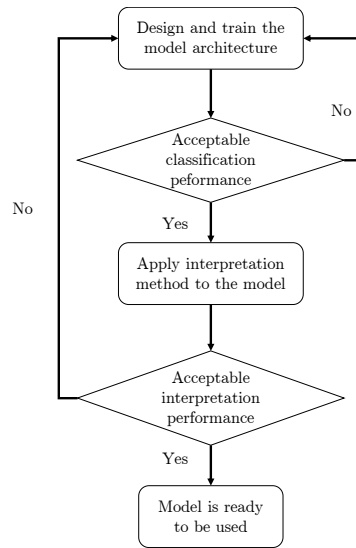 Design and train the
model architecture
No
Acceptable
classification
peformance
No
Yes
Apply interpretation
method to the model
Acceptable
interpretation
performance
Yes
Model is ready
to be used